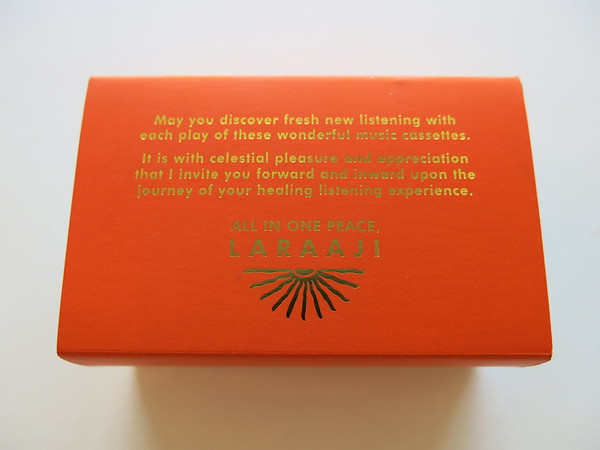 May you discover fresh new listening with
each play of these wonderful music cassettes.
It is with celestial pleasure and appreciation
that I invite you forward and inward upon the
journey of your healing listening experience.
ALL IN ONE PEACE,
LARAAJI